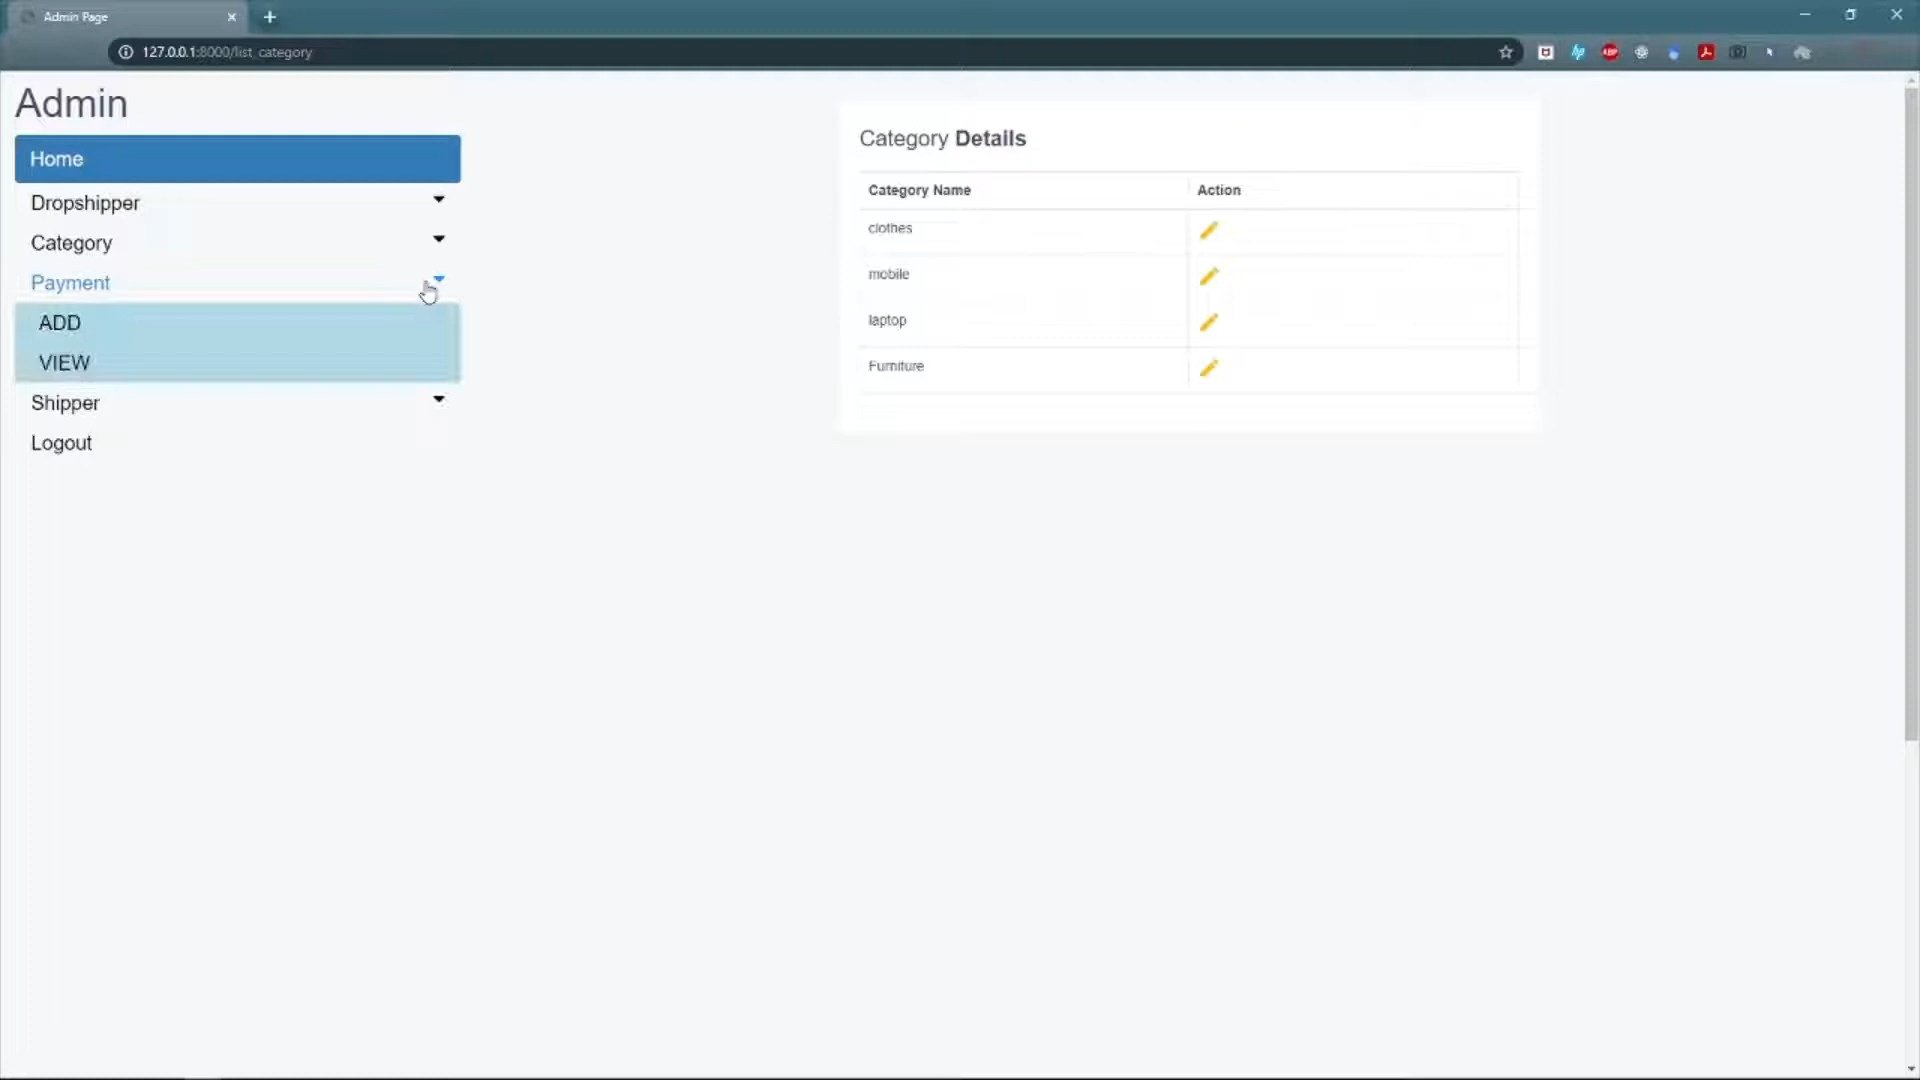 Admin Page
127.0.0.1:8000/list_category
Admin
Home
Dropshipper
Category
Payment
ADD
VIEW
Shipper
Logout
Category Details
Category Name Action
clothes
mobile
laptop
Furniture